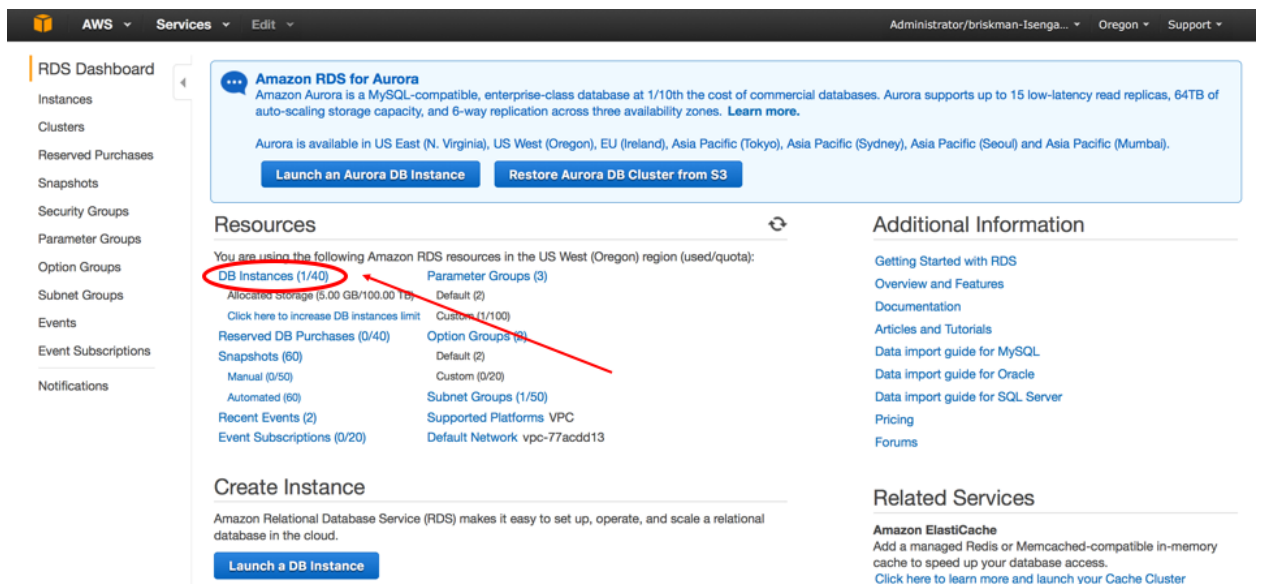 AWS Services Edit Administrator/briskman-Isenga... Oregon Support
RDS Dashboard
Instances
Clusters
Reserved Purchases
Snapshots
Security Groups
Parameter Groups
Option Groups
Subnet Groups
Events
Event Subscriptions
Notifications
Amazon RDS for Aurora
Amazon Aurora is a MySQL-compatible, enterprise-class database at 1/10th the cost of commercial databases. Aurora supports up to 15 low-latency read replicas, 64TB of
auto-scaling storage capacity, and 6-way replication across three availability zones. Learn more.
Aurora is available in US East (N. Virginia), US West (Oregon), EU (Ireland), Asia Pacific (Tokyo), Asia Pacific (Sydney), Asia Pacific (Seoul) and Asia Pacific (Mumbai).
Launch an Aurora DB Instance Restore Aurora DB Cluster from S3
Resources
You are using the following Amazon RDS resources in the US West (Oregon) region (used/quota):
DB Instances (1/40)
Allocated Storage (5.00 GB/100.00 TB)
Click here to increase DB instances limit
Reserved DB Purchases (0/40)
Snapshots (60)
Manual (0/50)
Automated (60)
Recent Events (2)
Event Subscriptions (0/20)
Parameter Groups (3)
Default (2)
Custom (1/100)
Option Groups (2)
Default (2)
Custom (0/20)
Subnet Groups (1/50)
Supported Platforms VPC
Default Network vpc-77acdd13
Create Instance
Amazon Relational Database Service (RDS) makes it easy to set up, operate, and scale a relational
database in the cloud.
Launch a DB Instance
Additional Information
Getting Started with RDS
Overview and Features
Documentation
Articles and Tutorials
Data import guide for MySQL
Data import guide for Oracle
Data import guide for SQL Server
Pricing
Forums
Related Services
Amazon ElastiCache
Add a managed Redis or Memcached-compatible in-memory
cache to speed up your database access.
Click here to learn more and launch your Cache Cluster